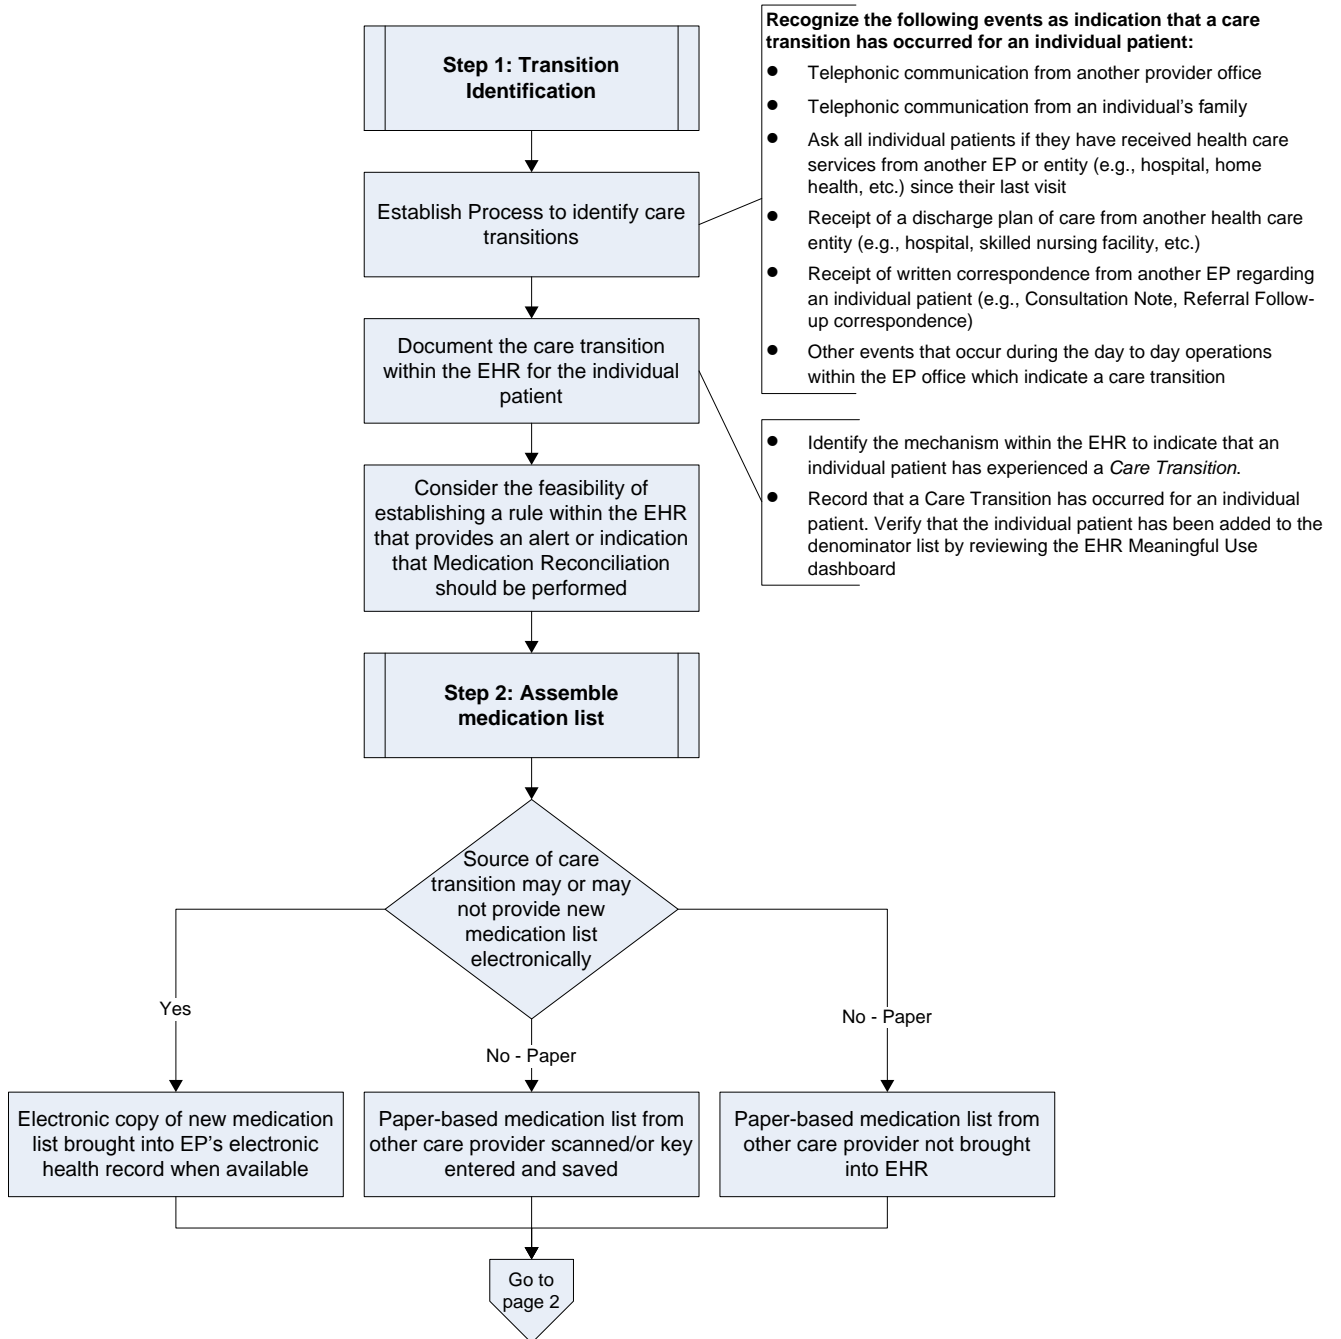 Step 1: Transition
Identification
Recognize the following events as indication that a care
transition has occurred for an individual patient:
● Telephonic communication from another provider office
● Telephonic communication from an individual’s family
● Ask all individual patients if they have received health care
services from another EP or entity (e.g., hospital, home
health, etc.) since their last visit
● Receipt of a discharge plan of care from another health care
entity (e.g., hospital, skilled nursing facility, etc.)
● Receipt of written correspondence from another EP regarding
an individual patient (e.g., Consultation Note, Referral Follow-
up correspondence)
● Other events that occur during the day to day operations
within the EP office which indicate a care transition
Establish Process to identify care
transitions
Document the care transition
within the EHR for the individual
patient
● Identify the mechanism within the EHR to indicate that an
individual patient has experienced a Care Transition.
● Record that a Care Transition has occurred for an individual
patient. Verify that the individual patient has been added to the
denominator list by reviewing the EHR Meaningful Use
dashboard
Consider the feasibility of
establishing a rule within the EHR
that provides an alert or indication
that Medication Reconciliation
should be performed
Step 2: Assemble
medication list
Source of care
transition may or may
not provide new
medication list
electronically
Yes
No - Paper
No - Paper
Electronic copy of new medication
list brought into EP’s electronic
health record when available
Paper-based medication list from
other care provider scanned/or key
entered and saved
Paper-based medication list from
other care provider not brought
into EHR
Go to
page 2